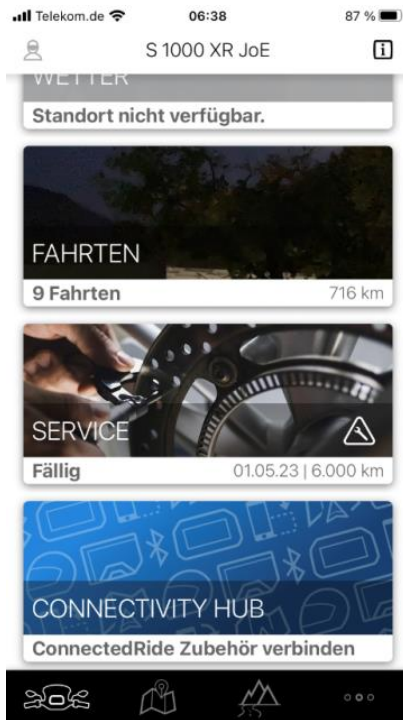 Telekom.de 06:38 87 %
S 1000 XR JoE
WETTER
Standort nicht verfügbar.
FAHRTEN
9 Fahrten 716 km
SERVICE
Fällig 01.05.23 | 6.000 km
CONNECTIVITY HUB
ConnectedRide Zubehör verbinden